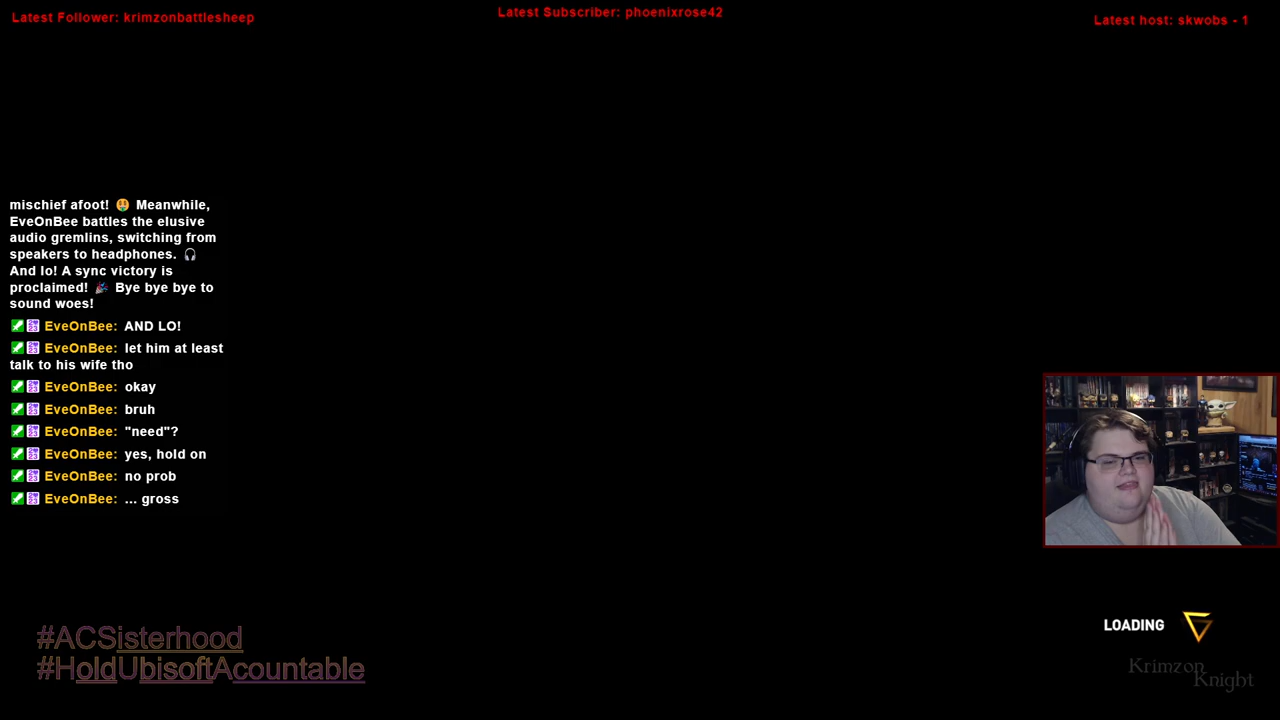 Latest Follower: krimzonbattlesheep
Latest Subscriber: phoenixrose42
Latest host: skwobs - 1
mischief afoot! 🤑 Meanwhile,
EveOnBee battles the elusive
audio gremlins, switching from
speakers to headphones. 🎧
And lo! A sync victory is
proclaimed! 🎉 Bye bye bye to
sound woes!
EveOnBee: AND LO!
EveOnBee: let him at least
talk to his wife tho
EveOnBee: okay
EveOnBee: bruh
EveOnBee: "need"?
EveOnBee: yes, hold on
EveOnBee: no prob
EveOnBee: ... gross
#ACSisterhood
#HoldUbisoftAcountable
LOADING
Krimzon
Knight